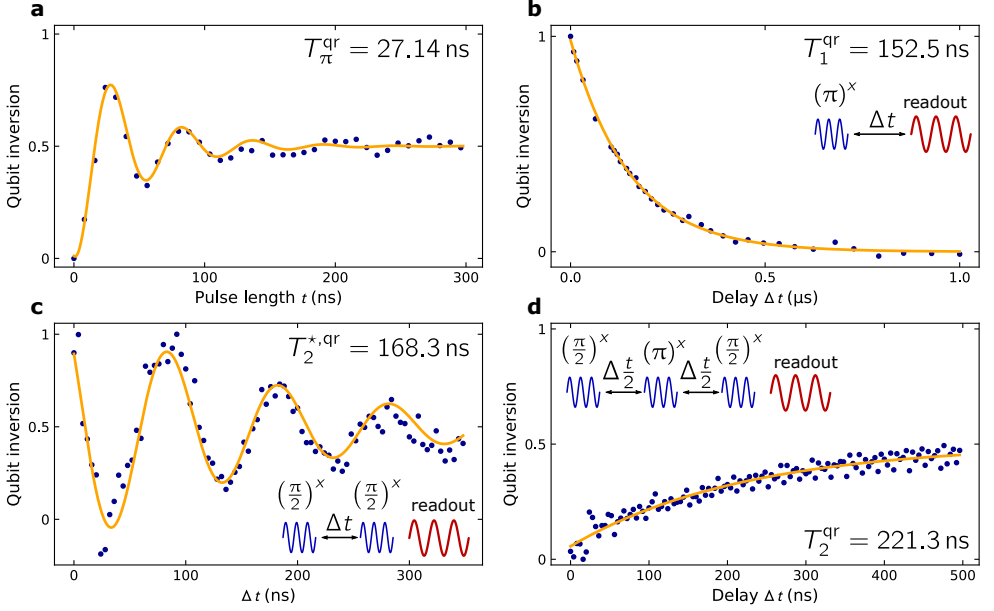 a
T_π^qr = 27.14 ns
Qubit inversion
1
0.5
0
0
100
200
300
Pulse length t (ns)
b
T_1^qr = 152.5 ns
(π)^x
Δt
readout
Qubit inversion
1
0
0.0
0.5
1.0
Delay Δ t (μs)
c
T_2^⋆,qr = 168.3 ns
Qubit inversion
1
0.5
0
(π/2)^x
Δt
(π/2)^x
readout
0
100
200
300
Δ t (ns)
d
(π/2)^x
Δ t/2
(π)^x
Δ t/2
(π/2)^x
readout
Qubit inversion
1
0.5
0
T_2^qr = 221.3 ns
0
100
200
300
400
500
Delay Δt (ns)